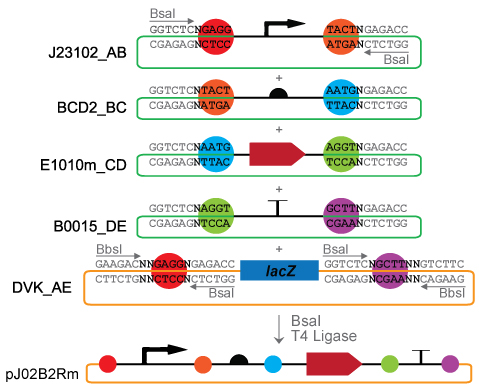 BsaI
GGTCTCNGAGG TACTNGAGACC
CGAGAGNCTCC ATGANCTCTGG
J23102_AB
BsaI
+
GGTCTCNTACT AATGNGAGACC
CGAGAGNATGA TTACNCTCTGG
BCD2_BC
+
GGTCTCNAATG AGGTNGAGACC
CGAGAGNTTAC TCCANCTCTGG
E1010m_CD
+
GGTCTCNAGGT GCTTNGAGACC
CGAGAGNTCCA CGAANCTCTGG
B0015_DE
+
BbsI BsaI
GAAGACNNGAGGNGAGACC lacZ GGTCTCNGCTTNNGTCTTC
CTTCTGNNCTCCNCTCTGG CGAGAGNCGAANNCAGAAG
DVK_AE
BsaI BbsI
BsaI
T4 Ligase
pJ02B2Rm